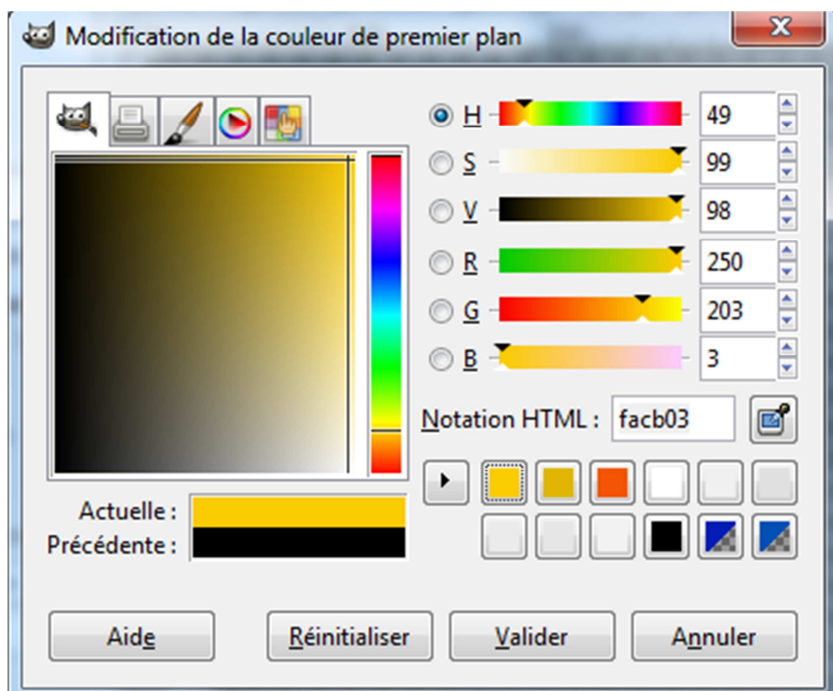 Modification de la couleur de premier plan
H 49
S 99
V 98
R 250
G 203
B 3
Notation HTML : facb03
Actuelle :
Précédente :
Aide Réinitialiser Valider Annuler